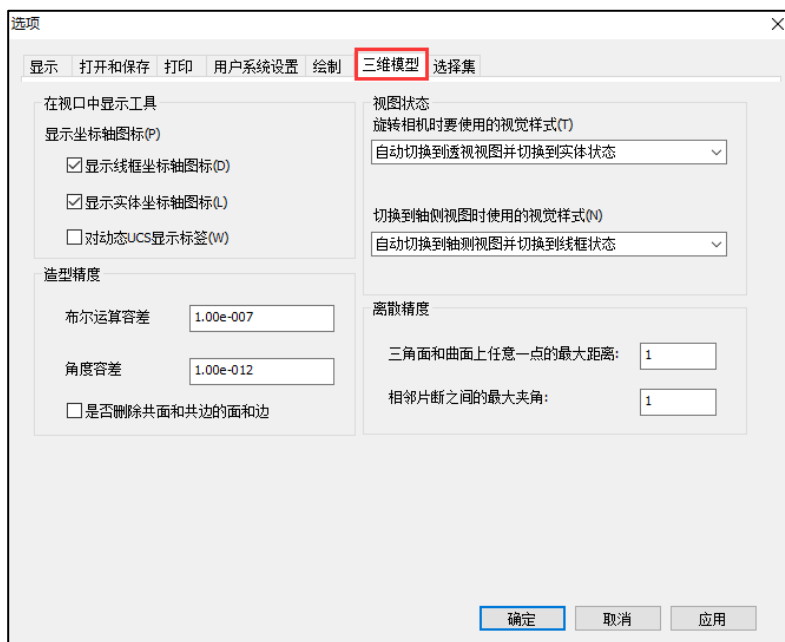 选项
显示 打开和保存 打印 用户系统设置 绘制 三维模型 选择集
在视口中显示工具
显示坐标轴图标(P)
显示线框坐标轴图标(D)
显示实体坐标轴图标(L)
对动态UCS显示标签(W)
造型精度
布尔运算容差 1.00e-007
角度容差 1.00e-012
是否删除共面和共边的面和边
视图状态
旋转相机时要使用的视觉样式(T)
自动切换到透视视图并切换到实体状态
切换到轴侧视图时使用的视觉样式(N)
自动切换到轴测视图并切换到线框状态
离散精度
三角面和曲面上任意一点的最大距离: 1
相邻片断之间的最大夹角: 1
确定 取消 应用